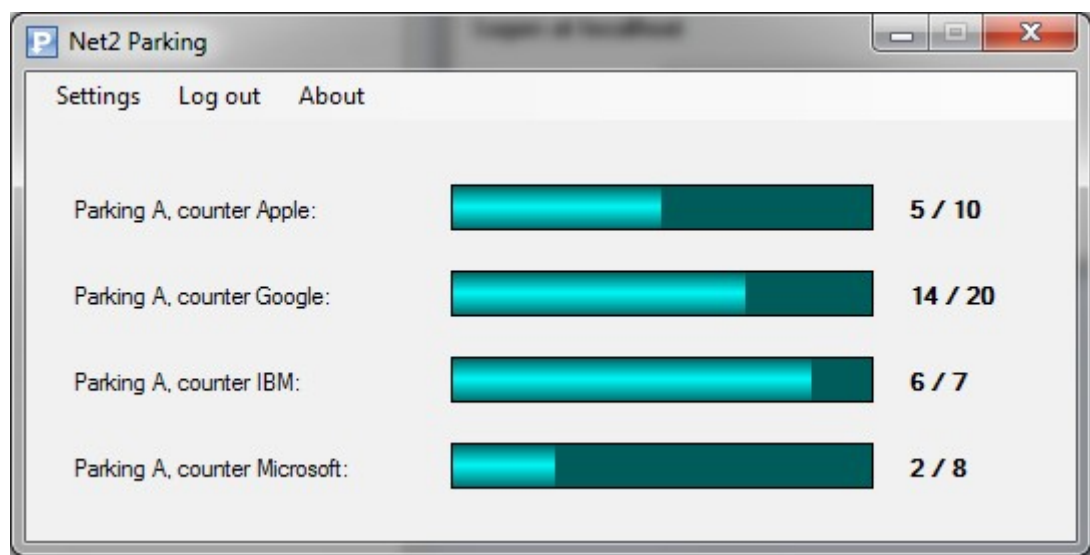 Net2 Parking
Settings Log out About
Parking A, counter Apple: 5 / 10
Parking A, counter Google: 14 / 20
Parking A, counter IBM: 6 / 7
Parking A, counter Microsoft: 2 / 8